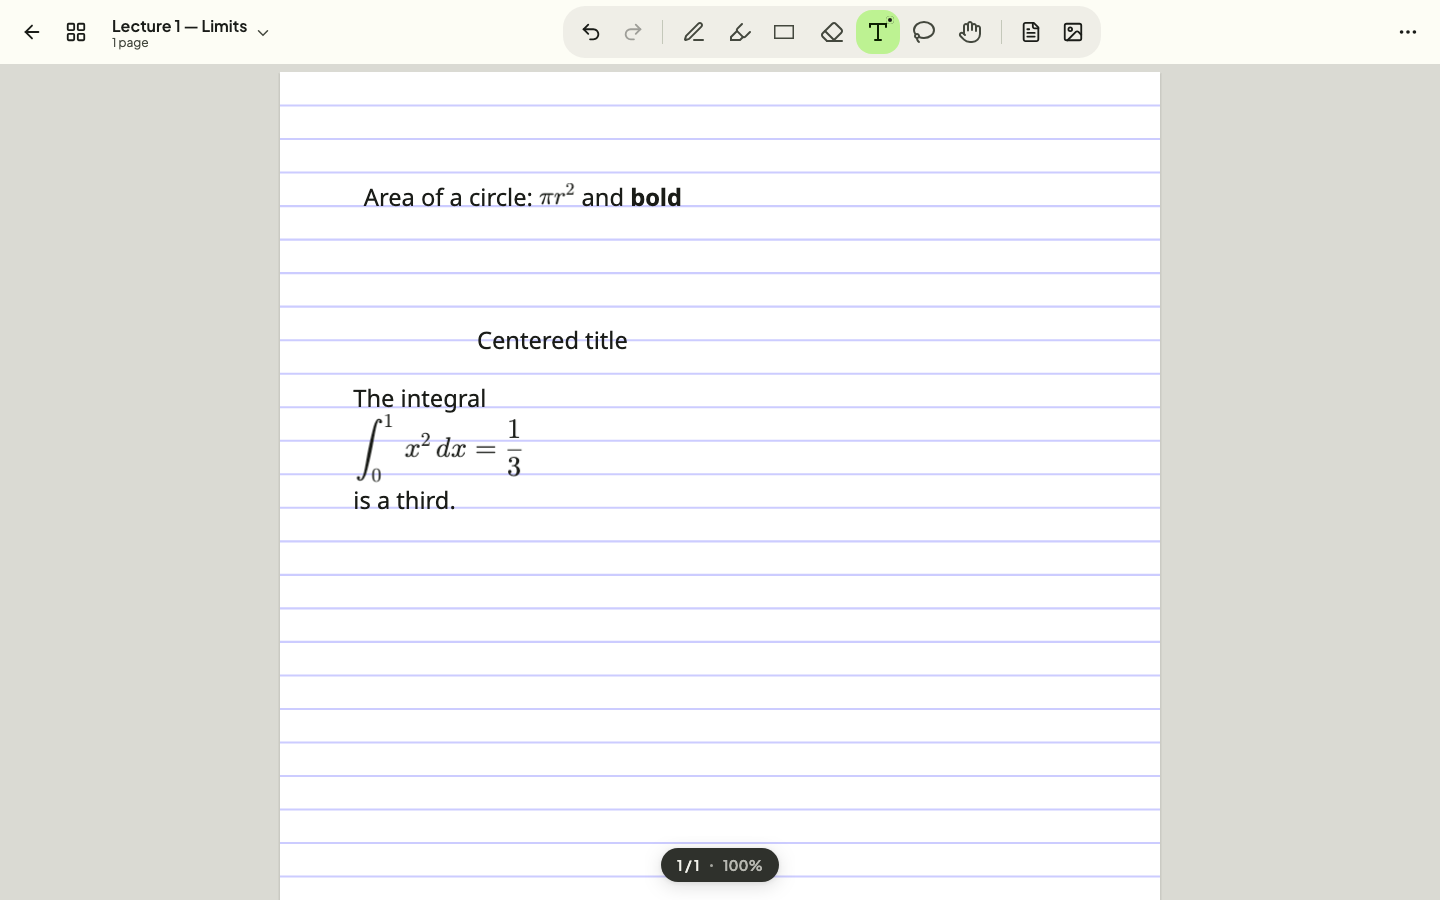 Lecture 1 — Limits
1 page
Area of a circle: πr² and bold
Centered title
The integral
∫₀¹ x² dx = 1/3
is a third.
1/1 · 100%